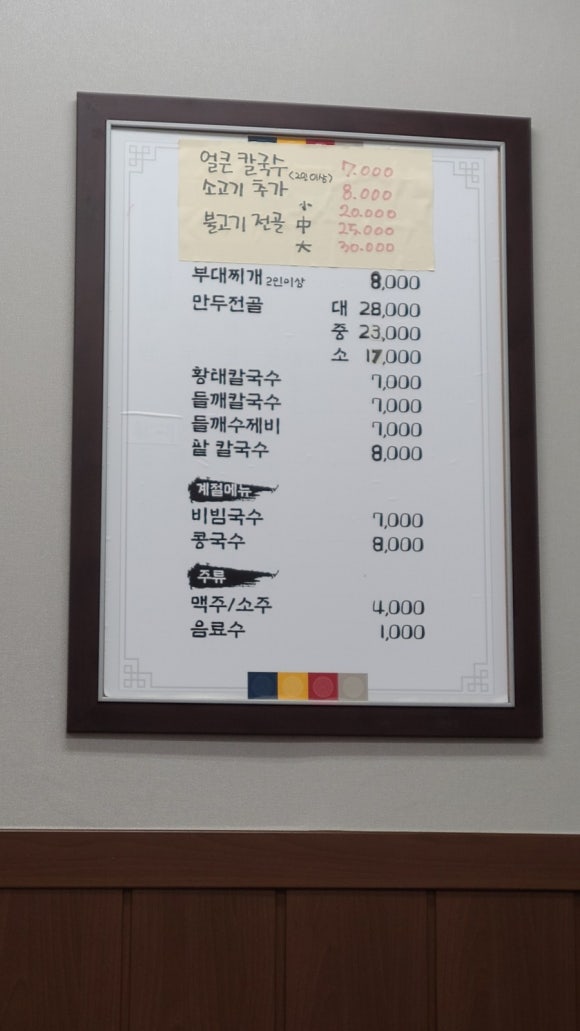 얼큰 칼국수 (2인이상) 7.000
소고기 추가 8.000
小 20.000
불고기 전골 中 25.000
大 30.000
부대찌개 2인이상 8,000
만두전골 대 28,000
중 23,000
소 17,000
황태칼국수 7,000
들깨칼국수 7,000
들깨수제비 7,000
팥 칼국수 8,000
계절메뉴
비빔국수 7,000
콩국수 8,000
주류
맥주/소주 4,000
음료수 1,000